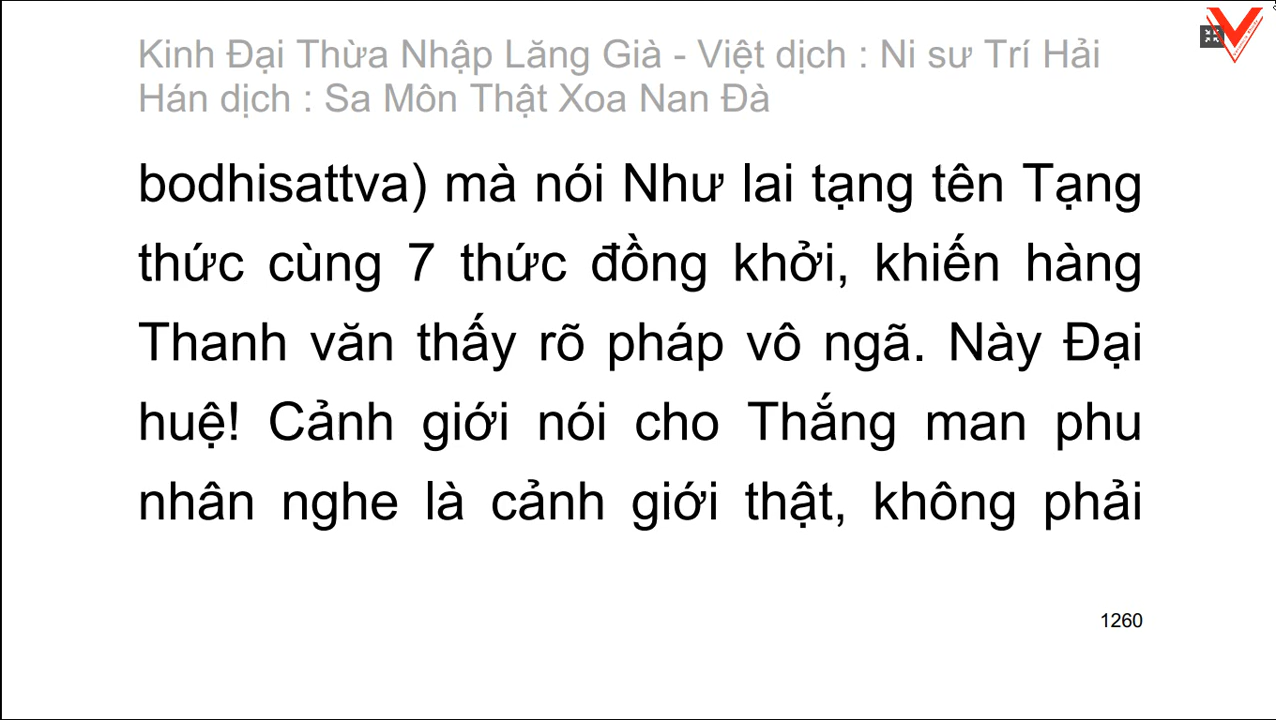 Kinh Đại Thừa Nhập Lăng Già - Việt dịch : Ni sư Trí Hải
Hán dịch : Sa Môn Thật Xoa Nan Đà
bodhisattva) mà nói Như lai tạng tên Tạng
thức cùng 7 thức đồng khởi, khiến hàng
Thanh văn thấy rõ pháp vô ngã. Này Đại
huệ! Cảnh giới nói cho Thắng man phu
nhân nghe là cảnh giới thật, không phải
1260